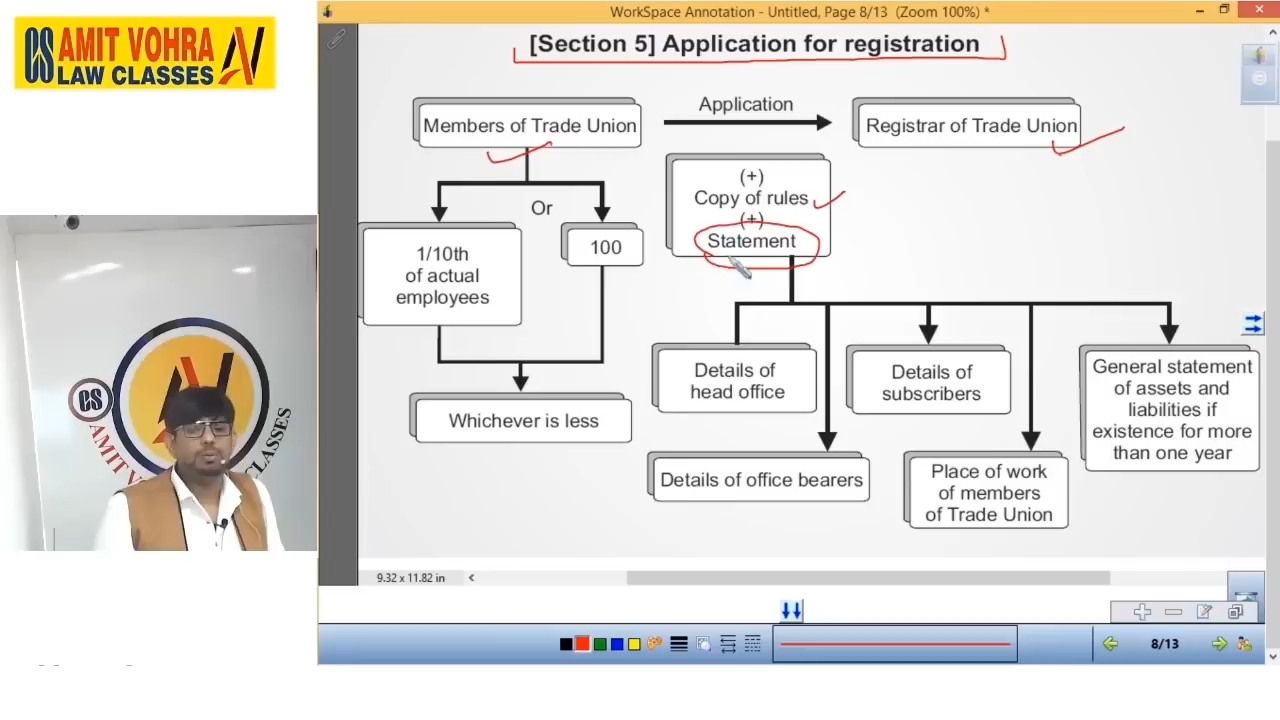 CS AMIT VOHRA
LAW CLASSES
WorkSpace Annotation - Untitled, Page 8/13 (Zoom 100%) *
[Section 5] Application for registration
Members of Trade Union
Application
Registrar of Trade Union
(+)
Copy of rules
(+)
Statement
Or
1/10th
of actual
employees
100
Whichever is less
Details of
head office
Details of
subscribers
General statement
of assets and
liabilities if
existence for more
than one year
Details of office bearers
Place of work
of members
of Trade Union
CS
AMIT V
CLASSES
9.32 x 11.82 in
8/13